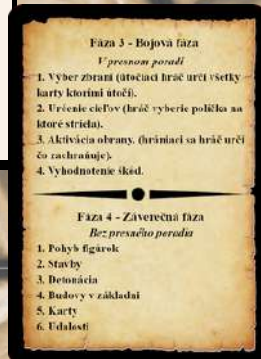 Fáza 3 - Bojová fáza
V presnom poradí
1. Výber zbraní (útočiaci hráč určí všetky
karty ktorými útočí).
2. Určenie cieľov (hráč vyberie políčka na
ktoré strieľa).
3. Aktivácia obrany. (brániaci sa hráč určí
čo zachraňuje).
4. Vyhodnotenie škôd.
Fáza 4 - Záverečná fáza
Bez presného poradia
1. Pohyb figúrok
2. Stavby
3. Detonácia
4. Budovy v základni
5. Karty
6. Udalosti